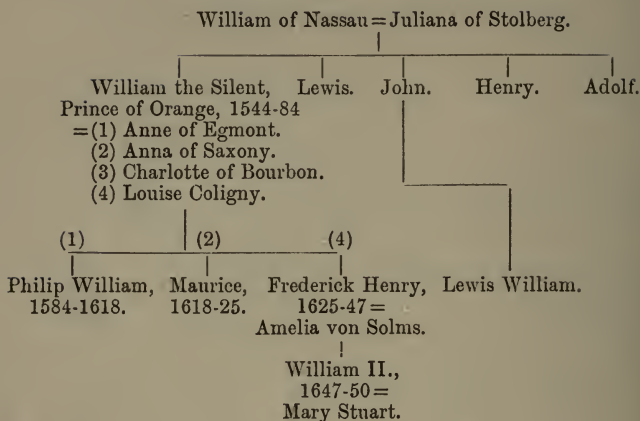 William of Nassau=Juliana of Stolberg.
William the Silent, Lewis. John. Henry. Adolf.
Prince of Orange, 1544-84
=(1) Anne of Egmont.
(2) Anna of Saxony.
(3) Charlotte of Bourbon.
(4) Louise Coligny.
(1) (2) (4)
Philip William, Maurice, Frederick Henry, Lewis William.
1584-1618. 1618-25. 1625-47=
Amelia von Solms.
William II.,
1647-50=
Mary Stuart.